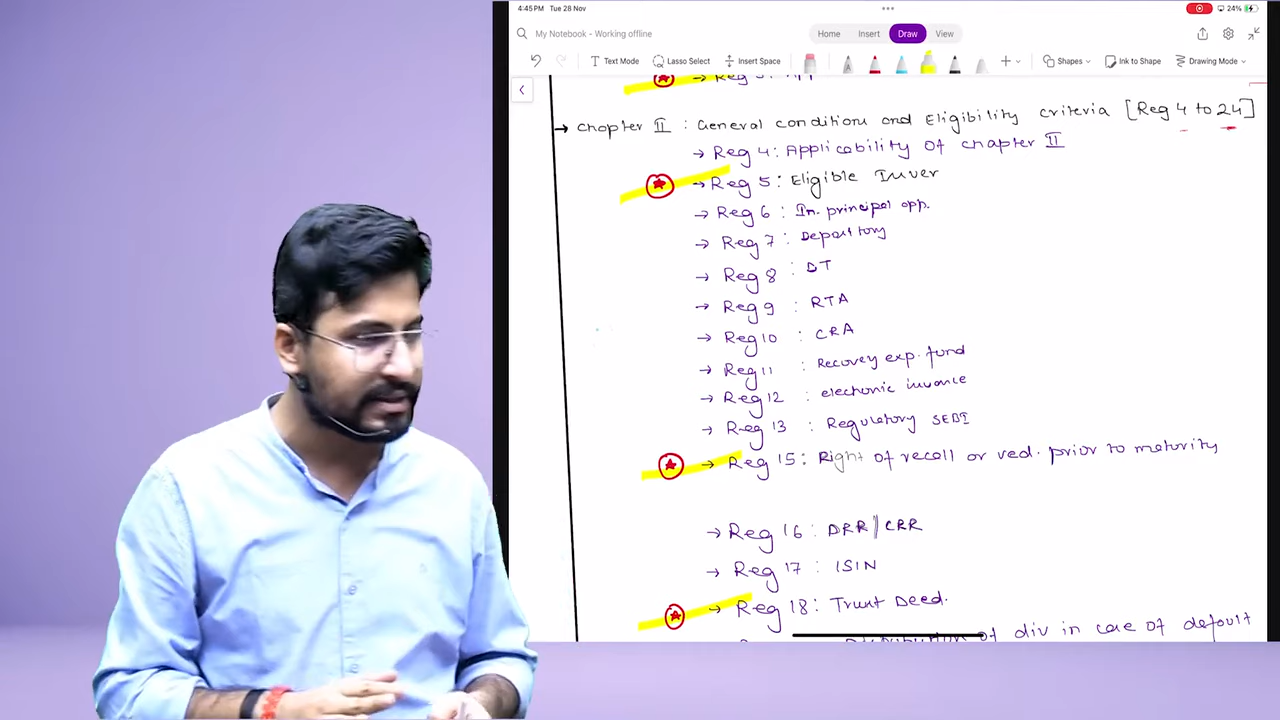 4:45 PM Tue 28 Nov
24%
My Notebook - Working offline
Home Insert Draw View
Text Mode Lasso Select Insert Space Shapes Ink to Shape Drawing Mode
→ Chapter II : General conditions and Eligibility criteria [Reg 4 to 24]
→ Reg 4: Applicability of chapter II
→ Reg 5: Eligible
→ Reg 6 : In. principal app.
→ Reg 7 : Depository
→ Reg 8 : DT
→ Reg 9 : RTA
→ Reg 10 : CRA
→ Reg 11 : Recovey exp. fund
→ Reg 12 : electronic
→ Reg 13 : Regulatory SEBI
→ Reg 15: Right of recall or red. prior to maturity
→ Reg 16 : DRR/CRR
→ Reg 17 : ISIN
→ Reg 18: Trust Deed.
of div in case of default